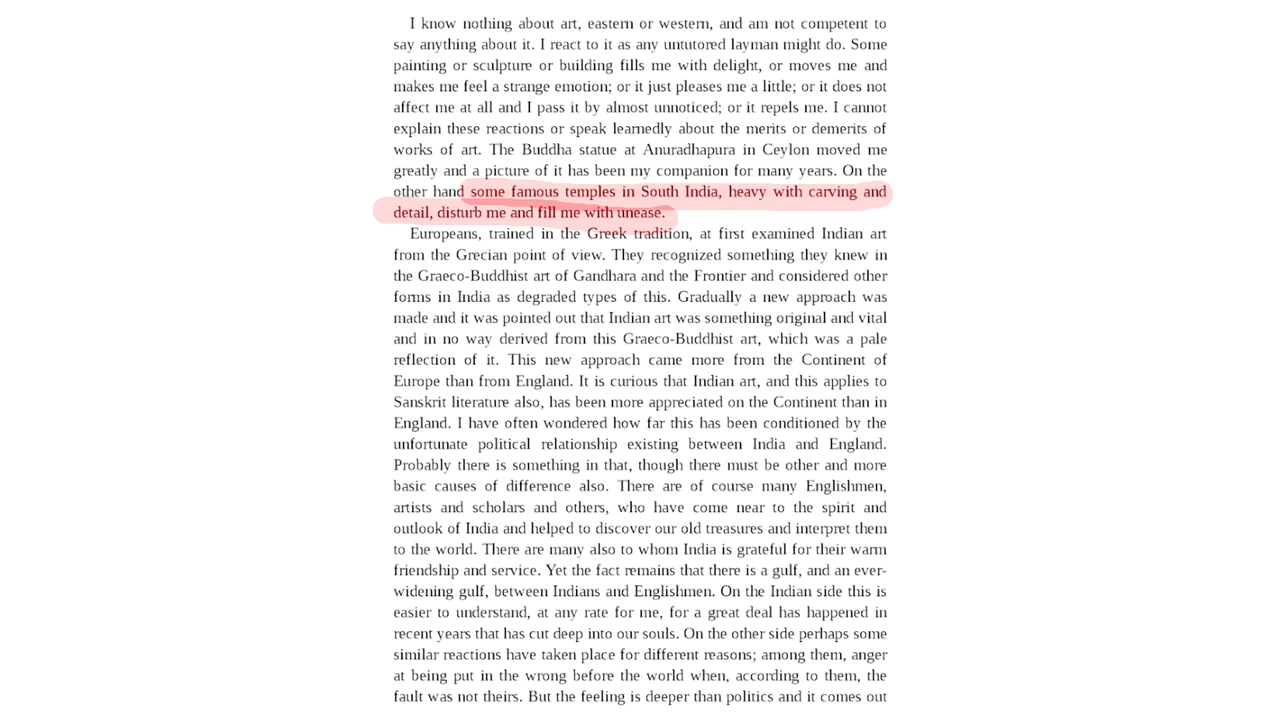 I know nothing about art, eastern or western, and am not competent to
say anything about it. I react to it as any untutored layman might do. Some
painting or sculpture or building fills me with delight, or moves me and
makes me feel a strange emotion; or it just pleases me a little; or it does not
affect me at all and I pass it by almost unnoticed; or it repels me. I cannot
explain these reactions or speak learnedly about the merits or demerits of
works of art. The Buddha statue at Anuradhapura in Ceylon moved me
greatly and a picture of it has been my companion for many years. On the
other hand some famous temples in South India, heavy with carving and
detail, disturb me and fill me with unease.
Europeans, trained in the Greek tradition, at first examined Indian art
from the Grecian point of view. They recognized something they knew in
the Graeco-Buddhist art of Gandhara and the Frontier and considered other
forms in India as degraded types of this. Gradually a new approach was
made and it was pointed out that Indian art was something original and vital
and in no way derived from this Graeco-Buddhist art, which was a pale
reflection of it. This new approach came more from the Continent of
Europe than from England. It is curious that Indian art, and this applies to
Sanskrit literature also, has been more appreciated on the Continent than in
England. I have often wondered how far this has been conditioned by the
unfortunate political relationship existing between India and England.
Probably there is something in that, though there must be other and more
basic causes of difference also. There are of course many Englishmen,
artists and scholars and others, who have come near to the spirit and
outlook of India and helped to discover our old treasures and interpret them
to the world. There are many also to whom India is grateful for their warm
friendship and service. Yet the fact remains that there is a gulf, and an ever-
widening gulf, between Indians and Englishmen. On the Indian side this is
easier to understand, at any rate for me, for a great deal has happened in
recent years that has cut deep into our souls. On the other side perhaps some
similar reactions have taken place for different reasons; among them, anger
at being put in the wrong before the world when, according to them, the
fault was not theirs. But the feeling is deeper than politics and it comes out